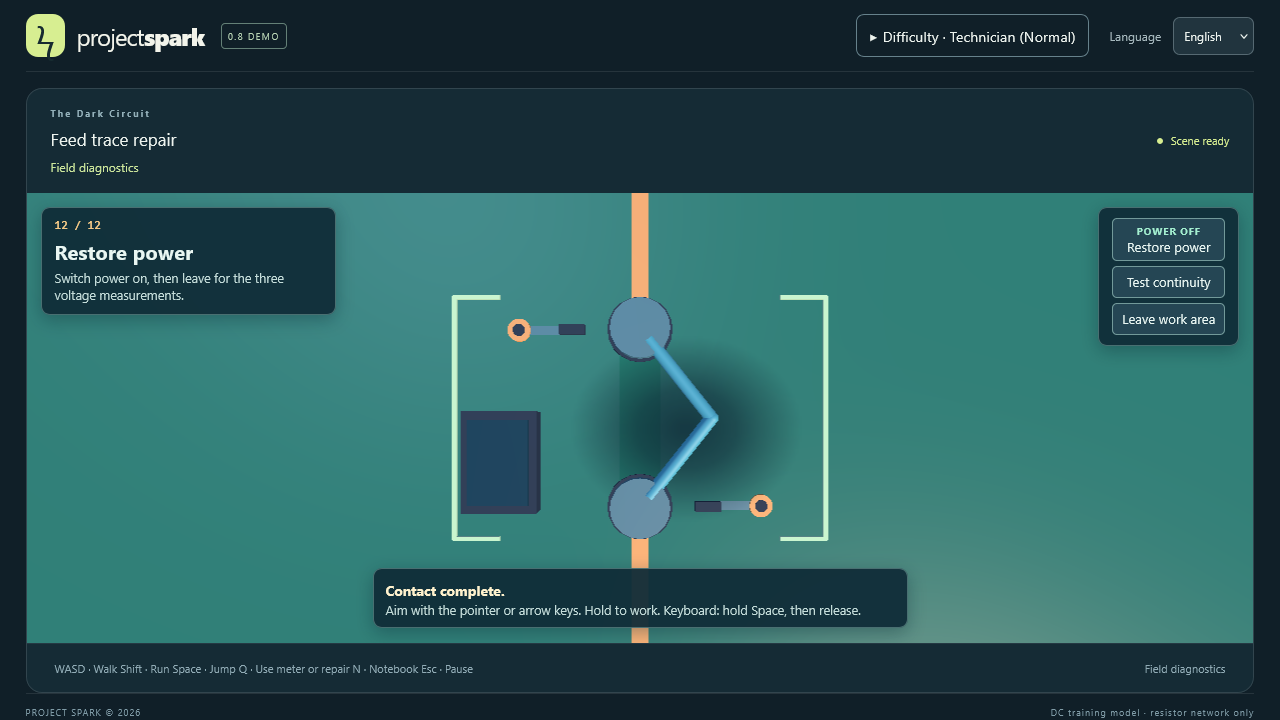 projectspark
0.8 DEMO
▸ Difficulty · Technician (Normal)
Language
English
The Dark Circuit
Feed trace repair
Field diagnostics
Scene ready
12 / 12
Restore power
Switch power on, then leave for the three
voltage measurements.
POWER OFF
Restore power
Test continuity
Leave work area
Contact complete.
Aim with the pointer or arrow keys. Hold to work. Keyboard: hold Space, then release.
WASD · Walk Shift · Run Space · Jump Q · Use meter or repair N · Notebook Esc · Pause
Field diagnostics
PROJECT SPARK © 2026
DC training model · resistor network only